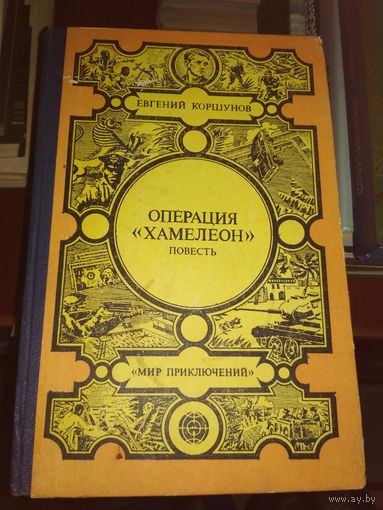 ЕВГЕНИЙ КОРШУНОВ
ОПЕРАЦИЯ
«ХАМЕЛЕОН»
ПОВЕСТЬ
«МИР ПРИКЛЮЧЕНИЙ»
www.ay.by